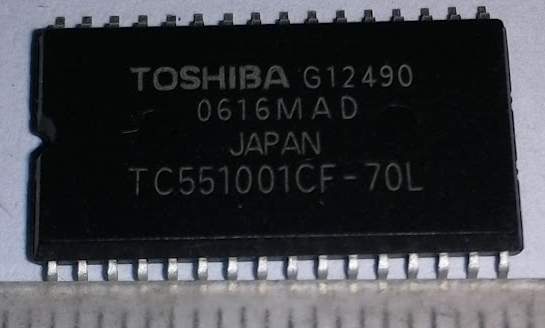 TOSHIBA G12490
0616MAD
JAPAN
TC551001CF-70L